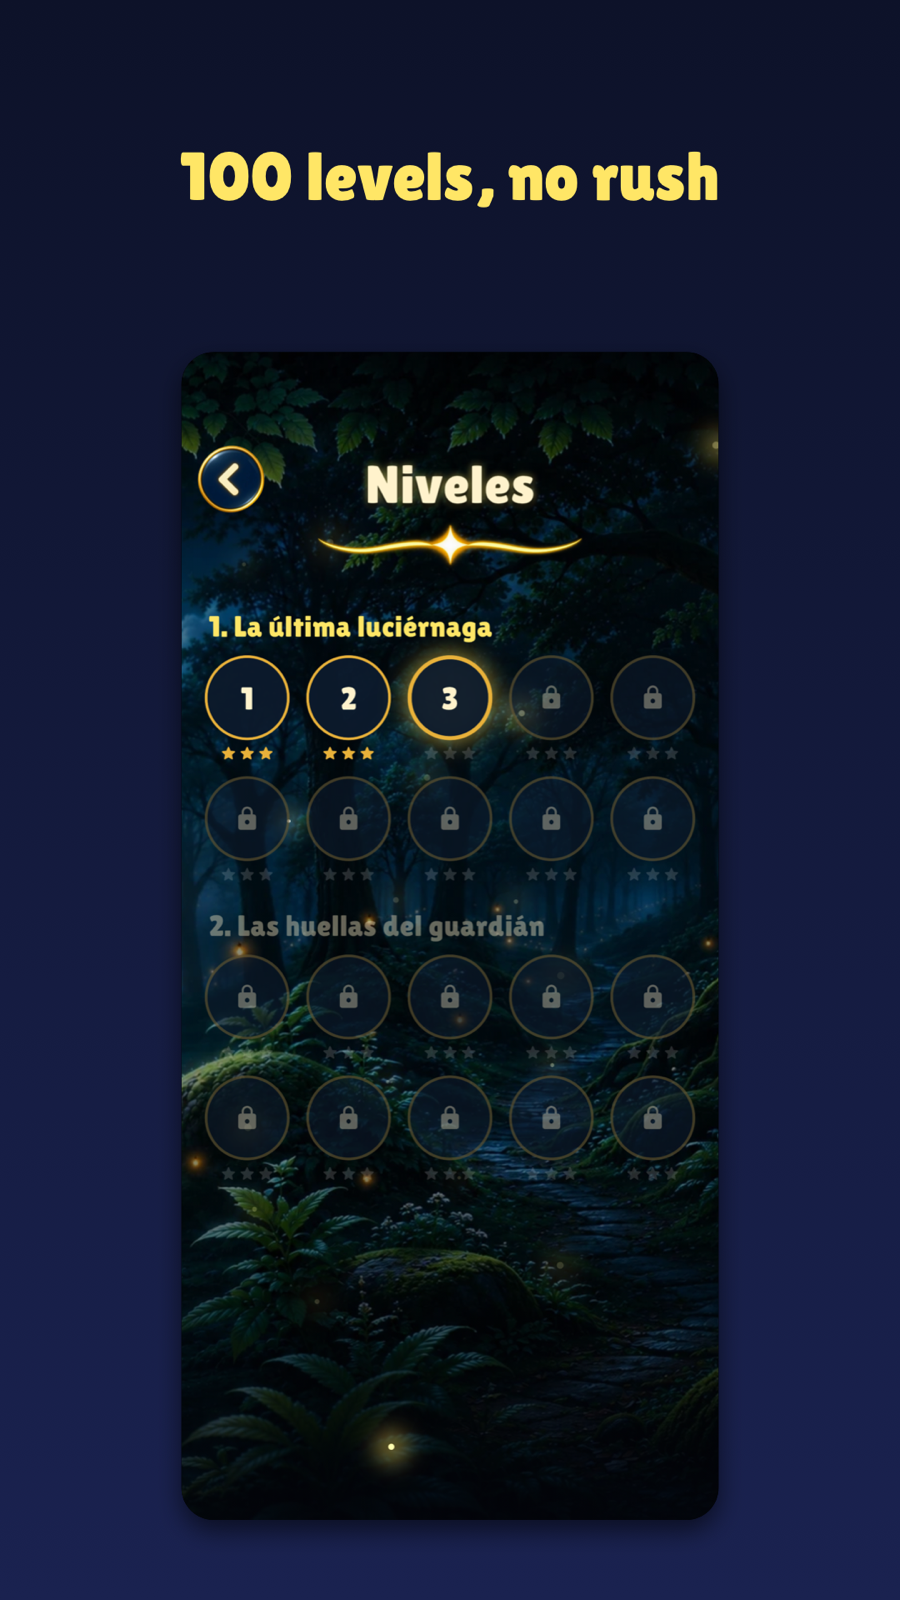 100 levels, no rush
Niveles
1. La última luciérnaga
1 2 3
2. Las huellas del guardián